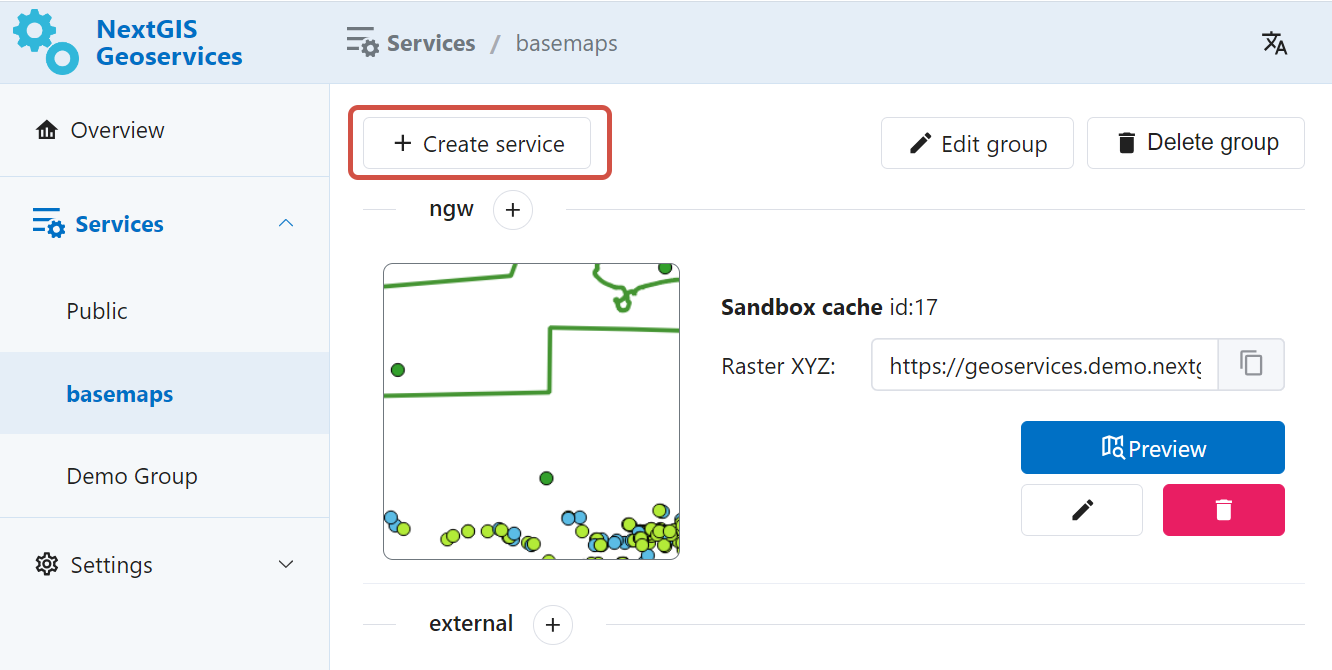 NextGIS
Geoservices
Services / basemaps
Overview
Services
Public
basemaps
Demo Group
Settings
+ Create service
Edit group
Delete group
ngw +
Sandbox cache id:17
Raster XYZ: https://geoservices.demo.nextg
Preview
external +